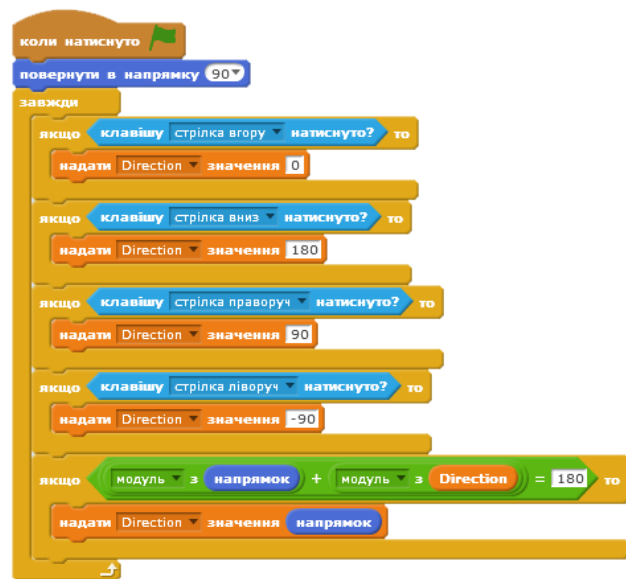 коли натиснуто
повернути в напрямку 90
завжди
якщо клавішу стрілка вгору натиснуто? то
надати Direction значення 0
якщо клавішу стрілка вниз натиснуто? то
надати Direction значення 180
якщо клавішу стрілка праворуч натиснуто? то
надати Direction значення 90
якщо клавішу стрілка ліворуч натиснуто? то
надати Direction значення -90
якщо модуль з напрямок + модуль з Direction = 180 то
надати Direction значення напрямок